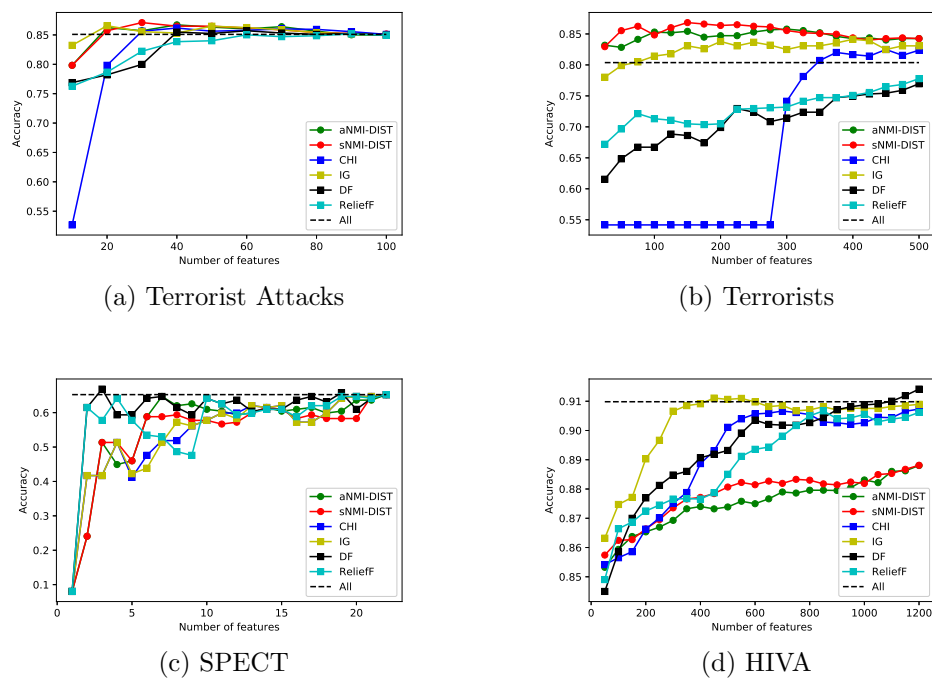 0.85
0.80
0.75
0.70
0.65
0.60
0.55
Accuracy
20
40
60
80
100
Number of features
aNMI-DIST
sNMI-DIST
CHI
IG
DF
ReliefF
All
(a) Terrorist Attacks
0.85
0.80
0.75
0.70
0.65
0.60
0.55
Accuracy
100
200
300
400
500
Number of features
aNMI-DIST
sNMI-DIST
CHI
IG
DF
ReliefF
All
(b) Terrorists
0.6
0.5
0.4
0.3
0.2
0.1
Accuracy
0
5
10
15
20
Number of features
aNMI-DIST
sNMI-DIST
CHI
IG
DF
ReliefF
All
(c) SPECT
0.91
0.90
0.89
0.88
0.87
0.86
0.85
Accuracy
0
200
400
600
800
1000
1200
Number of features
aNMI-DIST
sNMI-DIST
CHI
IG
DF
ReliefF
All
(d) HIVA